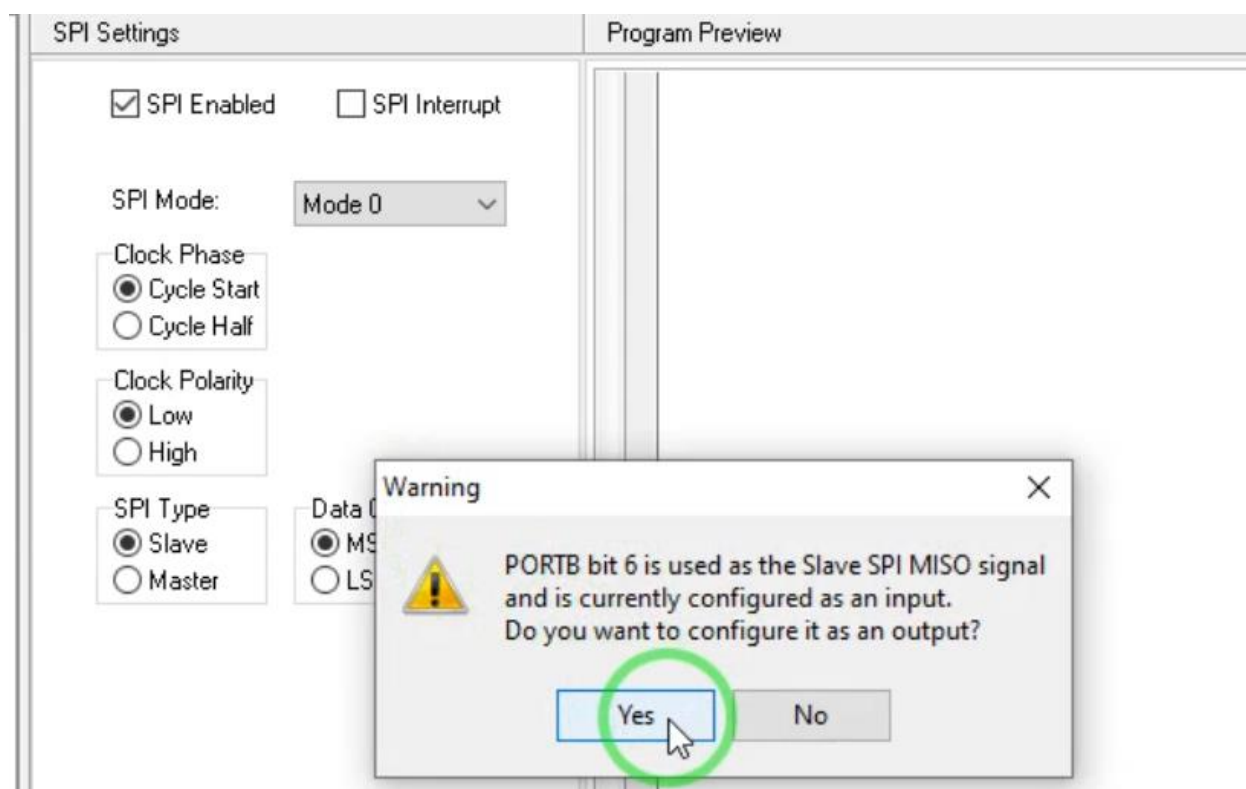 SPI Settings
Program Preview
SPI Enabled
SPI Interrupt
SPI Mode:
Mode 0
Clock Phase
Cycle Start
Cycle Half
Clock Polarity
Low
High
SPI Type
Slave
Master
Data
Warning
PORTB bit 6 is used as the Slave SPI MISO signal
and is currently configured as an input.
Do you want to configure it as an output?
Yes
No